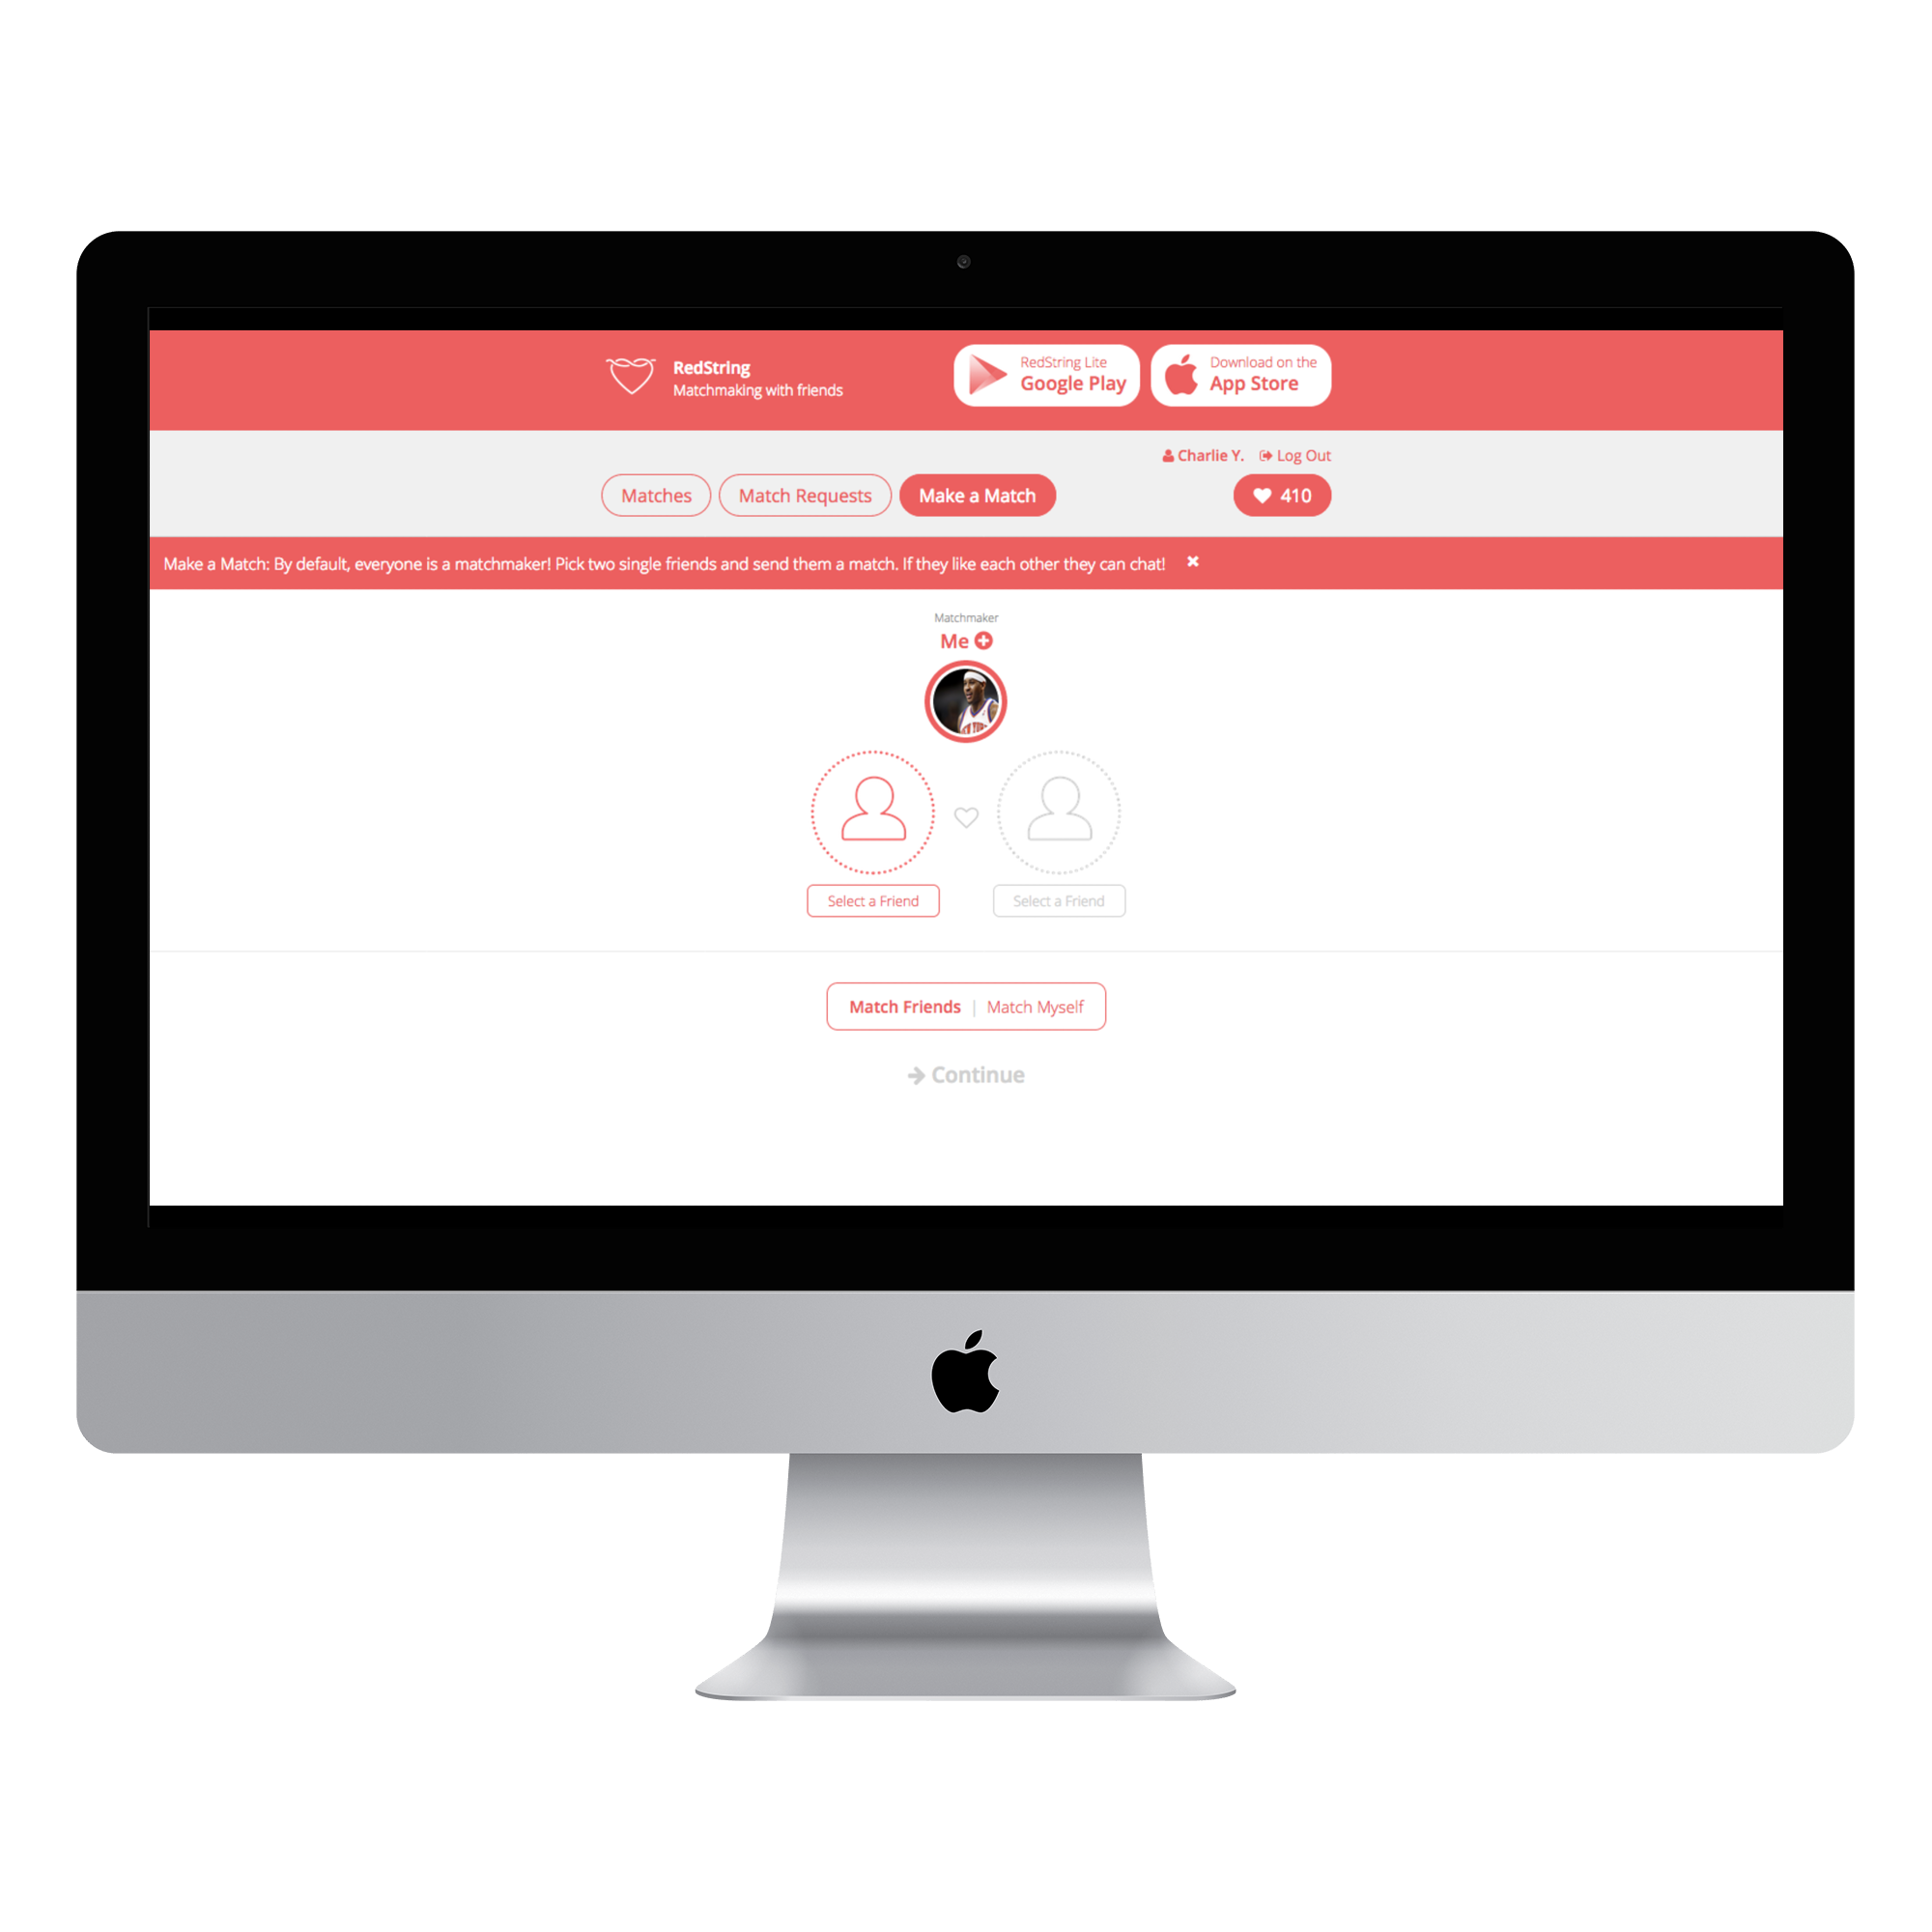 RedString
Matchmaking with friends
RedString Lite
Google Play
Download on the
App Store
Charlie Y. Log Out
Matches Match Requests Make a Match 410
Make a Match: By default, everyone is a matchmaker! Pick two single friends and send them a match. If they like each other they can chat!
Matchmaker
Me
Select a Friend Select a Friend
Match Friends | Match Myself
Continue